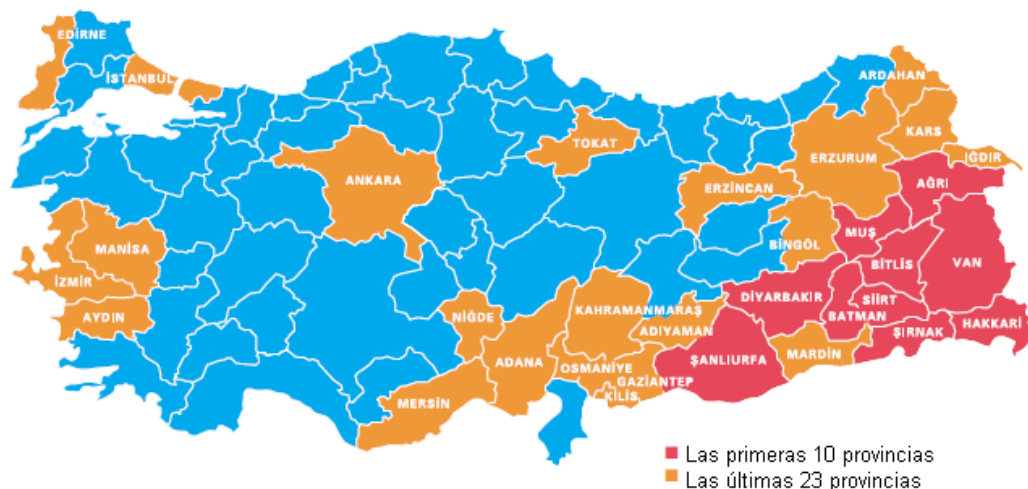 EDİRNE
İSTANBUL
ARDAHAN
KARS
TOKAT
ERZURUM
IĞDIR
ANKARA
AĞRI
ERZİNCAN
MUŞ
BİNGÖL
MANİSA
BİTLİS
VAN
İZMİR
DİYARBAKIR
SİİRT
KAHRAMANMARAŞ
AYDIN
NİĞDE
BATMAN
ADIYAMAN
ŞIRNAK
HAKKARİ
ADANA
OSMANİYE
ŞANLIURFA
MARDİN
GAZİANTEP
KİLİS
MERSİN
Las primeras 10 provincias
Las últimas 23 provincias